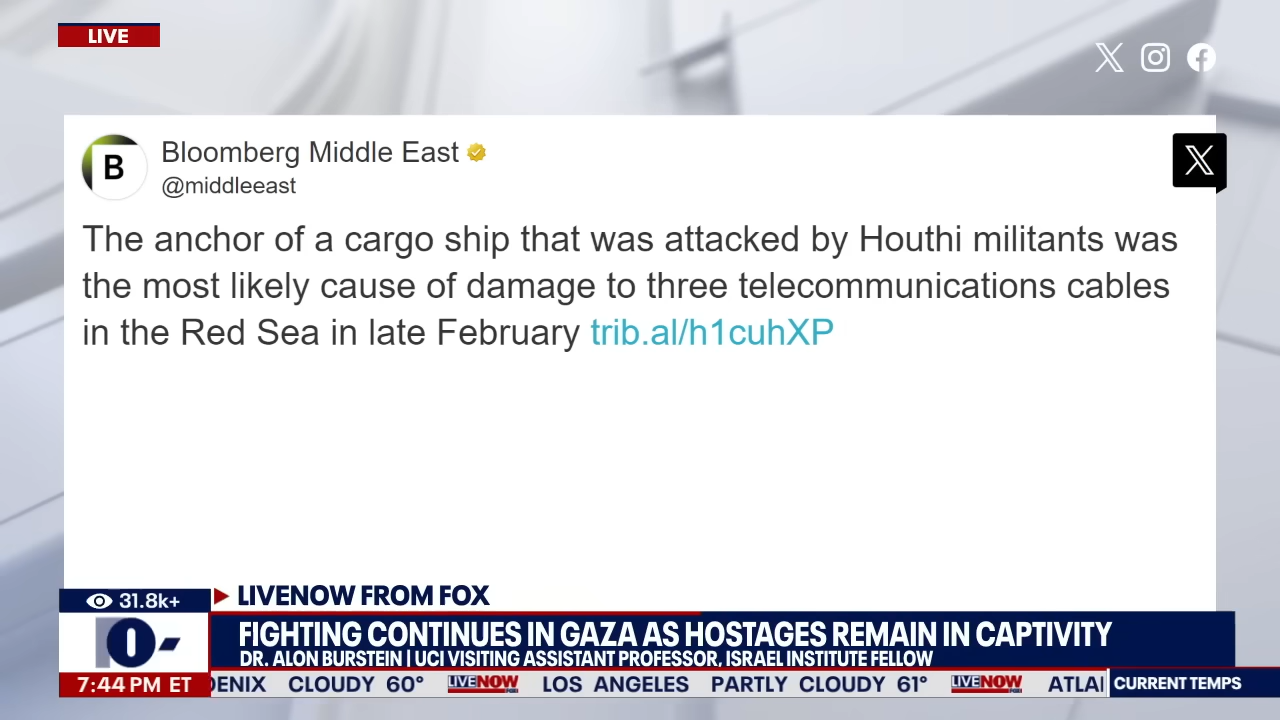 LIVE
B
Bloomberg Middle East
@middleeast
The anchor of a cargo ship that was attacked by Houthi militants was
the most likely cause of damage to three telecommunications cables
in the Red Sea in late February trib.al/h1cuhXP
31.8k+
LIVENOW FROM FOX
FIGHTING CONTINUES IN GAZA AS HOSTAGES REMAIN IN CAPTIVITY
DR. ALON BURSTEIN | UCI VISITING ASSISTANT PROFESSOR, ISRAEL INSTITUTE FELLOW
7:44 PM ET
OENIX CLOUDY 60° LIVENOW FOX LOS ANGELES PARTLY CLOUDY 61° LIVENOW FOX ATLA
CURRENT TEMPS